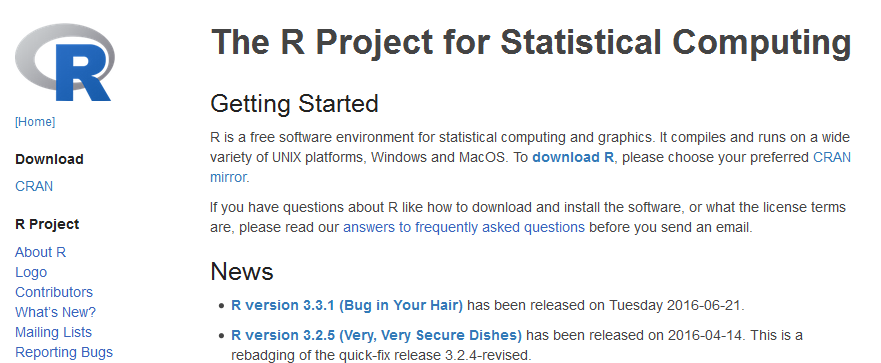 R
The R Project for Statistical Computing
[Home]
Download
CRAN
R Project
About R
Logo
Contributors
What's New?
Mailing Lists
Reporting Bugs
Getting Started
R is a free software environment for statistical computing and graphics. It compiles and runs on a wide
variety of UNIX platforms, Windows and MacOS. To download R, please choose your preferred CRAN
mirror.
If you have questions about R like how to download and install the software, or what the license terms
are, please read our answers to frequently asked questions before you send an email.
News
• R version 3.3.1 (Bug in Your Hair) has been released on Tuesday 2016-06-21.
• R version 3.2.5 (Very, Very Secure Dishes) has been released on 2016-04-14. This is a
rebadging of the quick-fix release 3.2.4-revised.